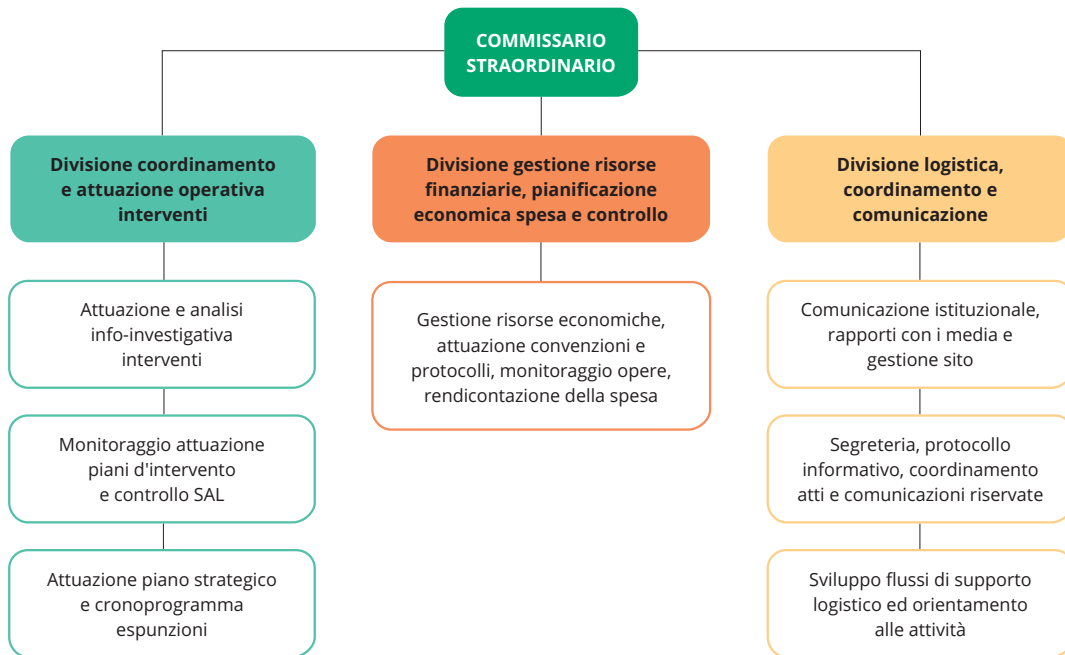 COMMISSARIO
STRAORDINARIO
Divisione coordinamento
e attuazione operativa
interventi
Attuazione e analisi
info-investigativa
interventi
Monitoraggio attuazione
piani d'intervento
e controllo SAL
Attuazione piano strategico
e cronoprogramma
espunzioni
Divisione gestione risorse
finanziarie, pianificazione
economica spesa e controllo
Gestione risorse economiche,
attuazione convenzioni e
protocolli, monitoraggio opere,
rendicontazione della spesa
Divisione logistica,
coordinamento e
comunicazione
Comunicazione istituzionale,
rapporti con i media e
gestione sito
Segreteria, protocollo
informativo, coordinamento
atti e comunicazioni riservate
Sviluppo flussi di supporto
logistico ed orientamento
alle attività